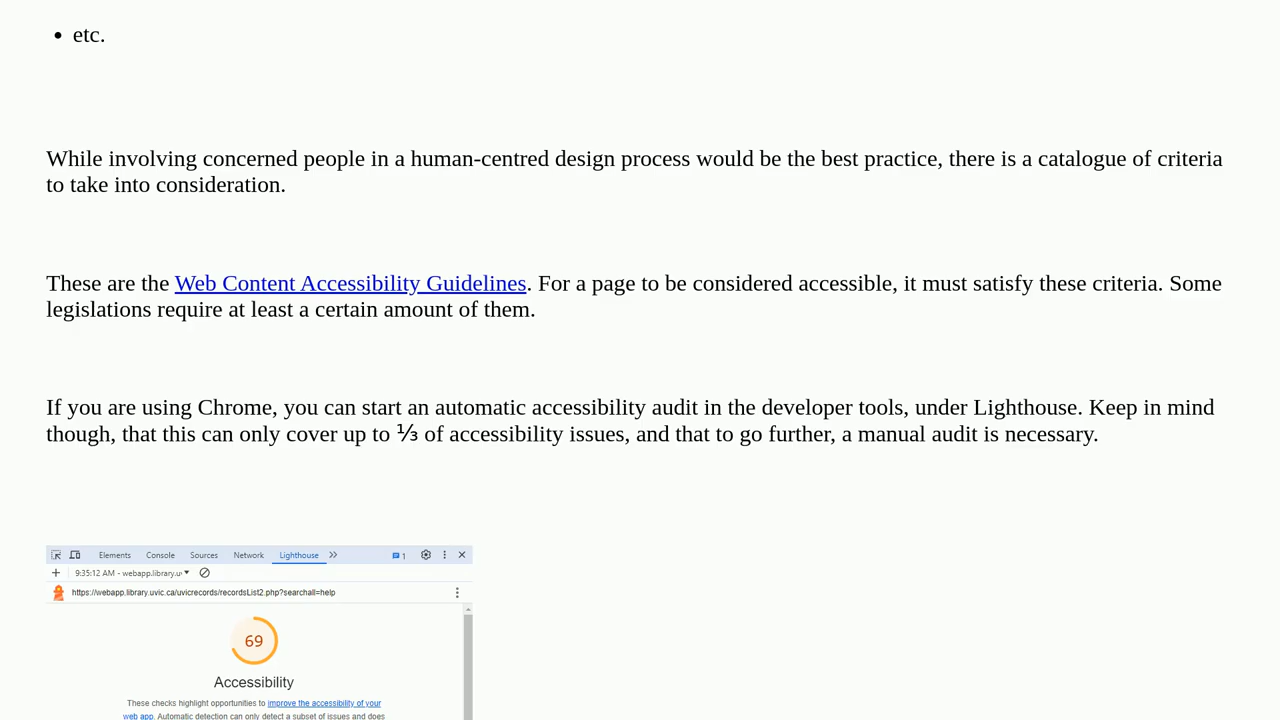 • etc.
While involving concerned people in a human-centred design process would be the best practice, there is a catalogue of criteria
to take into consideration.
These are the Web Content Accessibility Guidelines. For a page to be considered accessible, it must satisfy these criteria. Some
legislations require at least a certain amount of them.
If you are using Chrome, you can start an automatic accessibility audit in the developer tools, under Lighthouse. Keep in mind
though, that this can only cover up to ⅓ of accessibility issues, and that to go further, a manual audit is necessary.
Elements Console Sources Network Lighthouse 1
9:35:12 AM - webapp.library.uv
https://webapp.library.uvic.ca/uvicrecords/recordsList2.php?searchall=help
69
Accessibility
These checks highlight opportunities to improve the accessibility of your
web app. Automatic detection can only detect a subset of issues and does